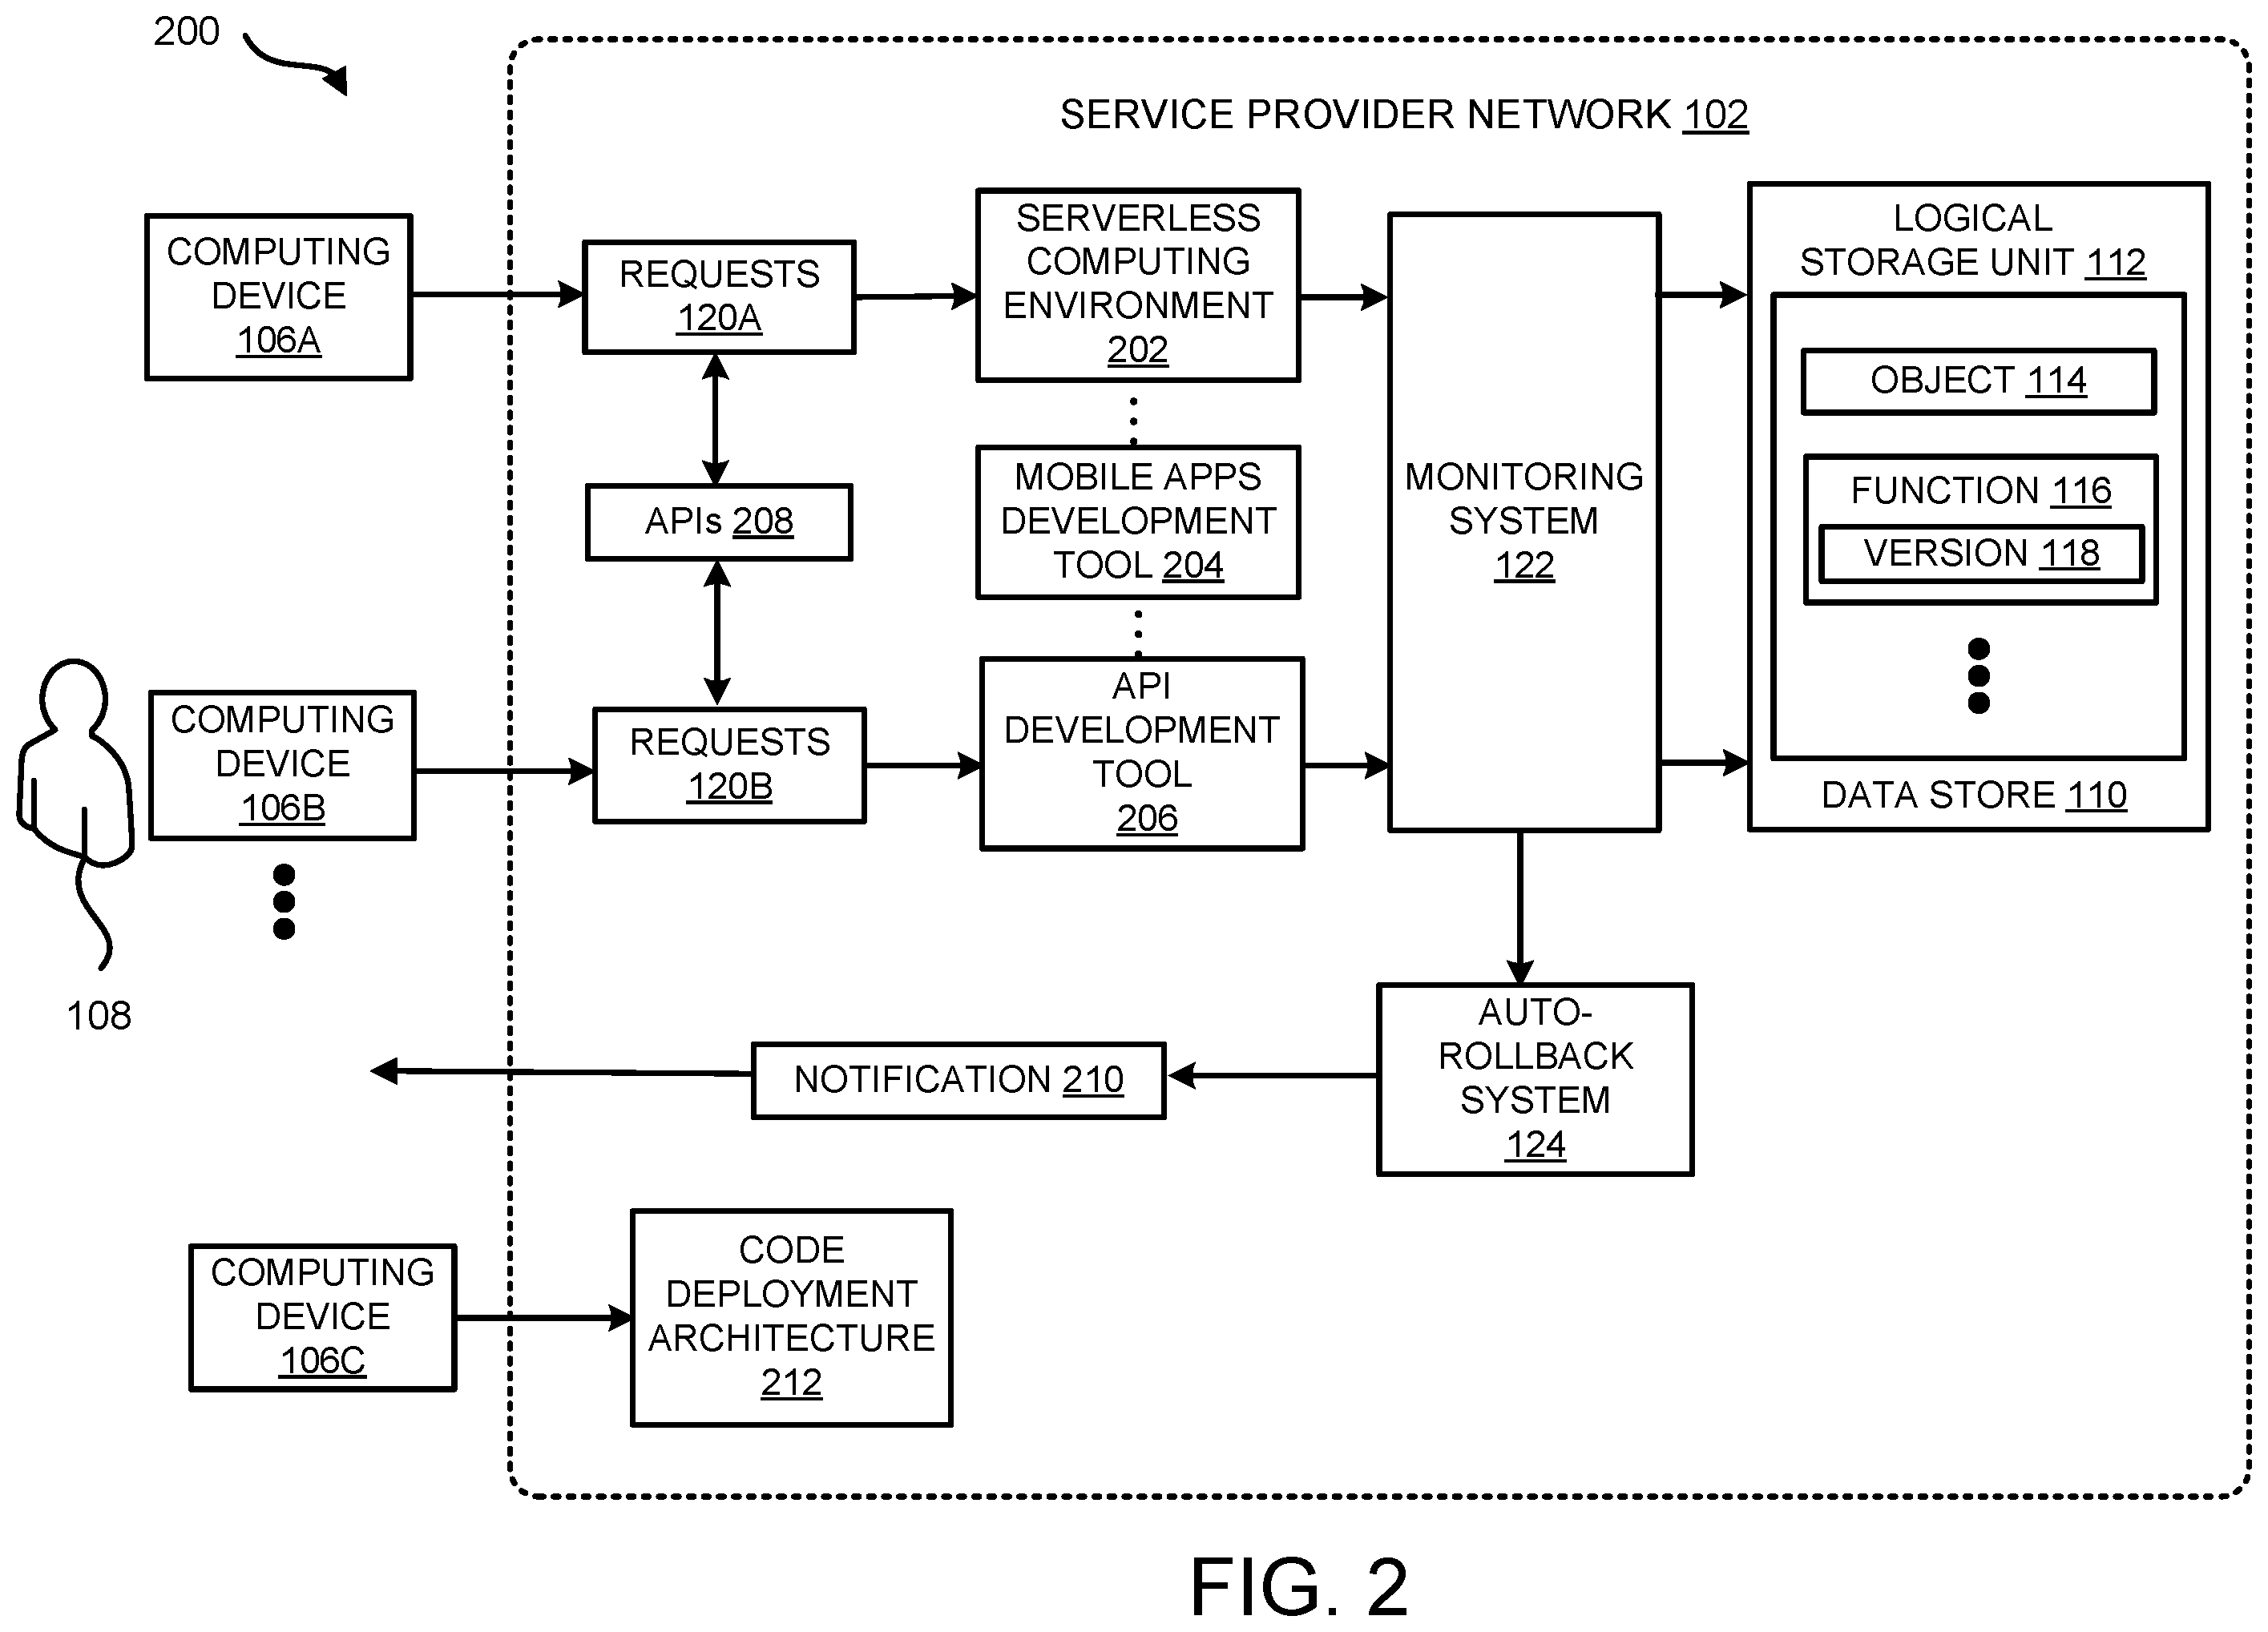 200
SERVICE PROVIDER NETWORK 102
COMPUTING
DEVICE
106A
REQUESTS
120A
SERVERLESS
COMPUTING
ENVIRONMENT
202
APIs 208
MOBILE APPS
DEVELOPMENT
TOOL 204
MONITORING
SYSTEM
122
LOGICAL
STORAGE UNIT 112
OBJECT 114
FUNCTION 116
VERSION 118
DATA STORE 110
COMPUTING
DEVICE
106B
REQUESTS
120B
API
DEVELOPMENT
TOOL
206
108
NOTIFICATION 210
AUTO-
ROLLBACK
SYSTEM
124
COMPUTING
DEVICE
106C
CODE
DEPLOYMENT
ARCHITECTURE
212
FIG. 2